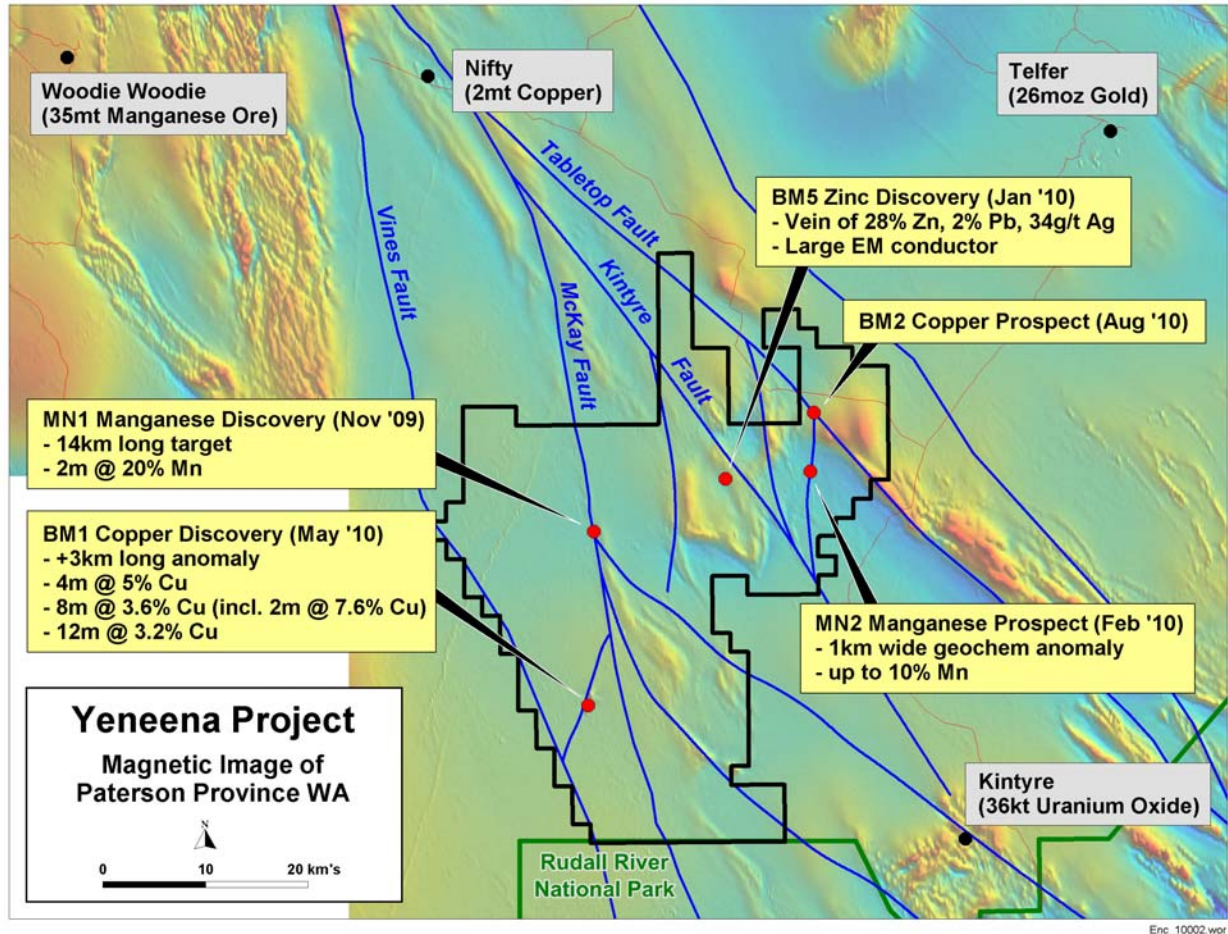 Woodie Woodie
(35mt Manganese Ore)
Nifty
(2mt Copper)
Telfer
(26moz Gold)
Vines Fault
McKay Fault
Kintyre
Fault
Tabletop Fault
BM5 Zinc Discovery (Jan '10)
- Vein of 28% Zn, 2% Pb, 34g/t Ag
- Large EM conductor
BM2 Copper Prospect (Aug '10)
MN1 Manganese Discovery (Nov '09)
- 14km long target
- 2m @ 20% Mn
BM1 Copper Discovery (May '10)
- +3km long anomaly
- 4m @ 5% Cu
- 8m @ 3.6% Cu (incl. 2m @ 7.6% Cu)
- 12m @ 3.2% Cu
MN2 Manganese Prospect (Feb '10)
- 1km wide geochem anomaly
- up to 10% Mn
Yeneena Project
Magnetic Image of
Paterson Province WA
N
0 10 20 km's
Kintyre
(36kt Uranium Oxide)
Rudall River
National Park
Enc_10002.wor